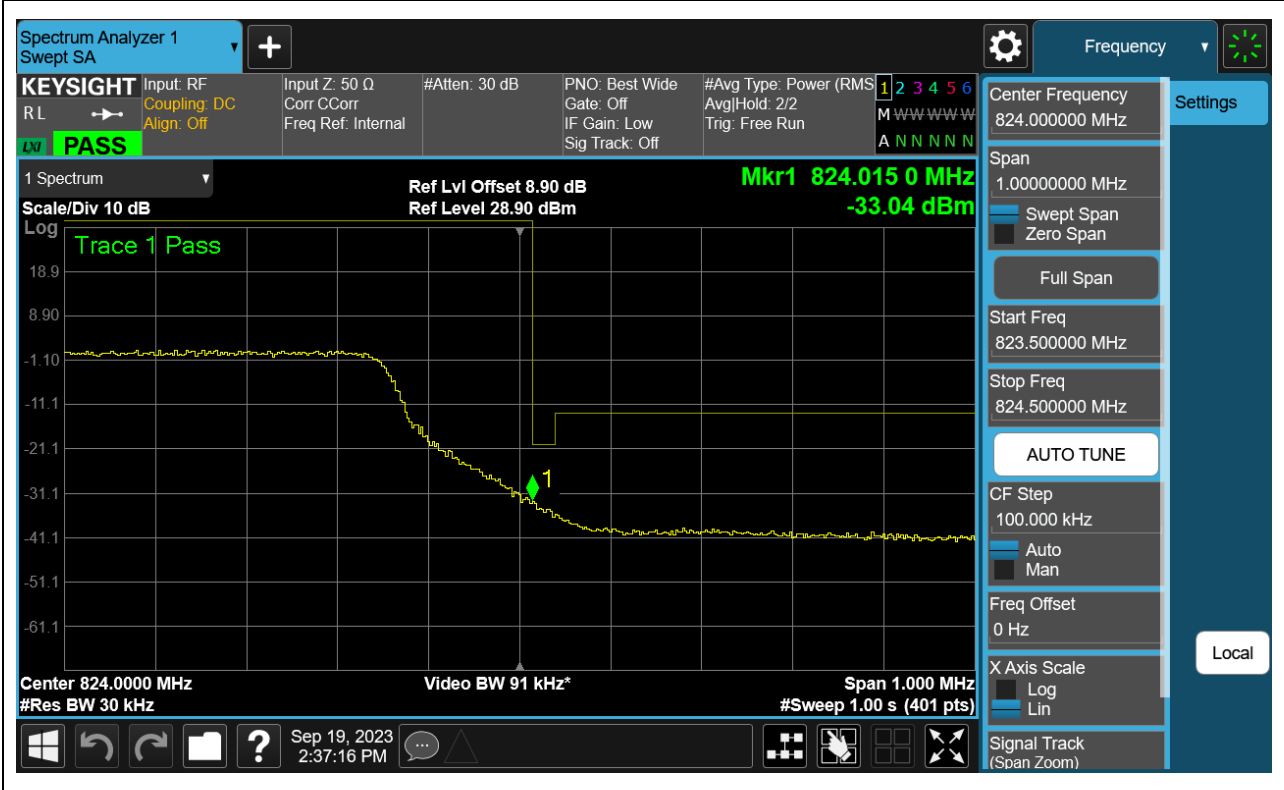 Spectrum Analyzer 1
Swept SA
Frequency
KEYSIGHT
R L
LXI PASS
Input: RF
Coupling: DC
Align: Off
Input Z: 50 Ω
Corr CCorr
Freq Ref: Internal
#Atten: 30 dB
PNO: Best Wide
Gate: Off
IF Gain: Low
Sig Track: Off
#Avg Type: Power (RMS
Avg|Hold: 2/2
Trig: Free Run
1 2 3 4 5 6
M W W W W W W
A N N N N N
1 Spectrum
Scale/Div 10 dB
Log
Ref Lvl Offset 8.90 dB
Ref Level 28.90 dBm
Mkr1 824.015 0 MHz
-33.04 dBm
Trace 1 Pass
18.9
8.90
-1.10
-11.1
-21.1
-31.1
-41.1
-51.1
-61.1
1
Center 824.0000 MHz
#Res BW 30 kHz
Video BW 91 kHz*
Span 1.000 MHz
#Sweep 1.00 s (401 pts)
Sep 19, 2023
2:37:16 PM
Center Frequency
824.000000 MHz
Span
1.00000000 MHz
Swept Span
Zero Span
Full Span
Start Freq
823.500000 MHz
Stop Freq
824.500000 MHz
AUTO TUNE
CF Step
100.000 kHz
Auto
Man
Freq Offset
0 Hz
X Axis Scale
Log
Lin
Signal Track
(Span Zoom)
Settings
Local